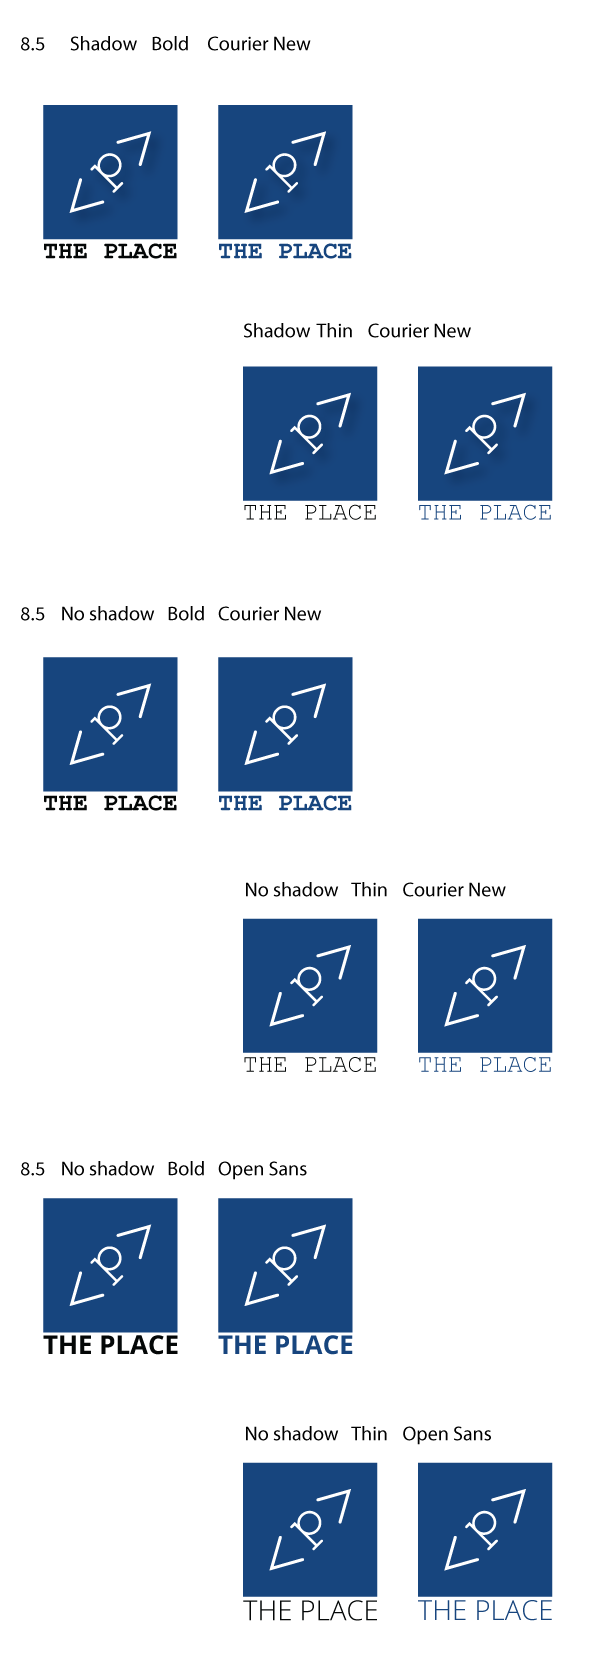 8.5 Shadow Bold Courier New
<p> <p>
THE PLACE THE PLACE
Shadow Thin Courier New
<p> <p>
THE PLACE THE PLACE
8.5 No shadow Bold Courier New
<p> <p>
THE PLACE THE PLACE
No shadow Thin Courier New
<p> <p>
THE PLACE THE PLACE
8.5 No shadow Bold Open Sans
<p> <p>
THE PLACE THE PLACE
No shadow Thin Open Sans
<p> <p>
THE PLACE THE PLACE